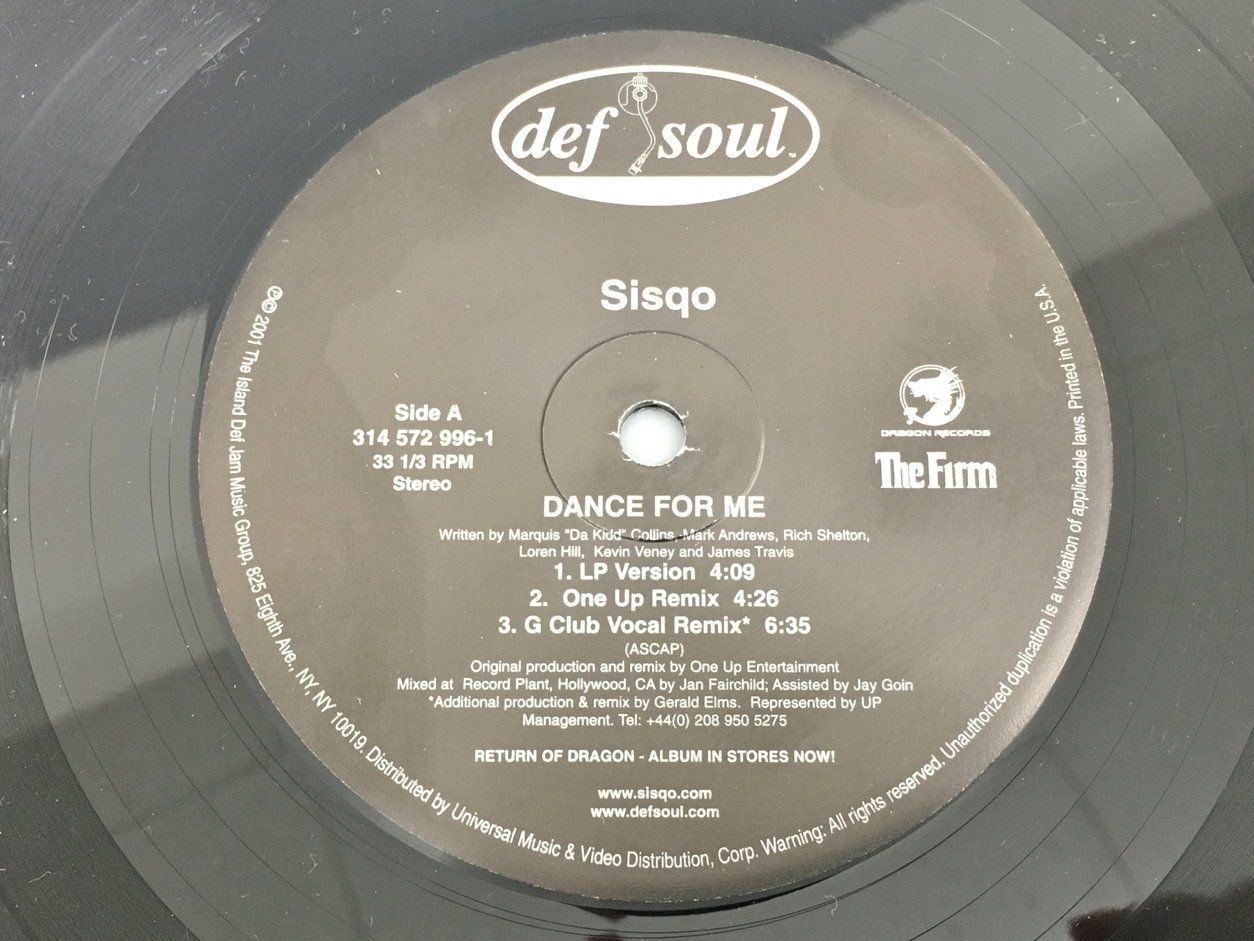 def soul™
Sisqo
Side A
314 572 996-1
33 1/3 RPM
Stereo
DRAGON RECORDS
The Firm
DANCE FOR ME
Written by Marquis "Da Kidd" Collins, Mark Andrews, Rich Shelton,
Loren Hill, Kevin Veney and James Travis
1. LP Version 4:09
2. One Up Remix 4:26
3. G Club Vocal Remix* 6:35
(ASCAP)
Original production and remix by One Up Entertainment
Mixed at Record Plant, Hollywood, CA by Jan Fairchild; Assisted by Jay Goin
*Additional production & remix by Gerald Elms. Represented by UP
Management. Tel: +44(0) 208 950 5275
RETURN OF DRAGON - ALBUM IN STORES NOW!
www.sisqo.com
www.defsoul.com
℗© 2001 The Island Def Jam Music Group, 825 Eighth Ave., NY, NY 10019. Distributed by Universal Music & Video Distribution, Corp. Warning: All rights reserved. Unauthorized duplication is a violation of applicable laws. Printed in the U.S.A.